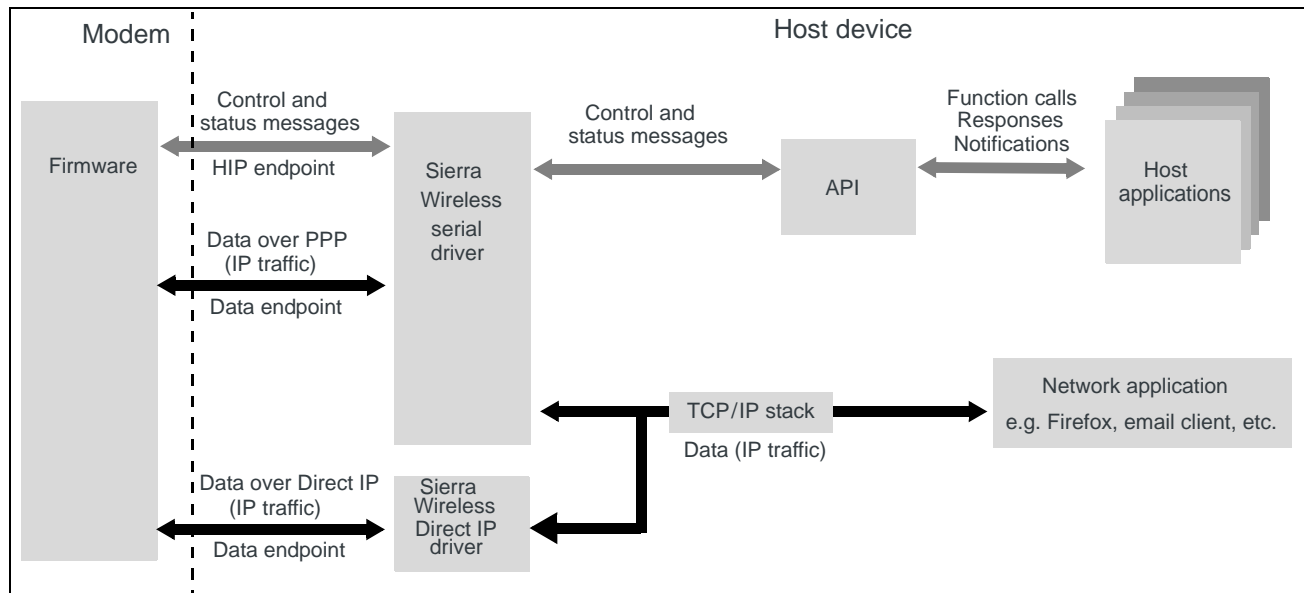 Modem
Host device
Firmware
Control and
status messages
HIP endpoint
Data over PPP
(IP traffic)
Data endpoint
Data over Direct IP
(IP traffic)
Data endpoint
Sierra
Wireless
serial
driver
Sierra
Wireless
Direct IP
driver
Control and
status messages
API
Function calls
Responses
Notifications
Host
applications
TCP/IP stack
Data (IP traffic)
Network application
e.g. Firefox, email client, etc.